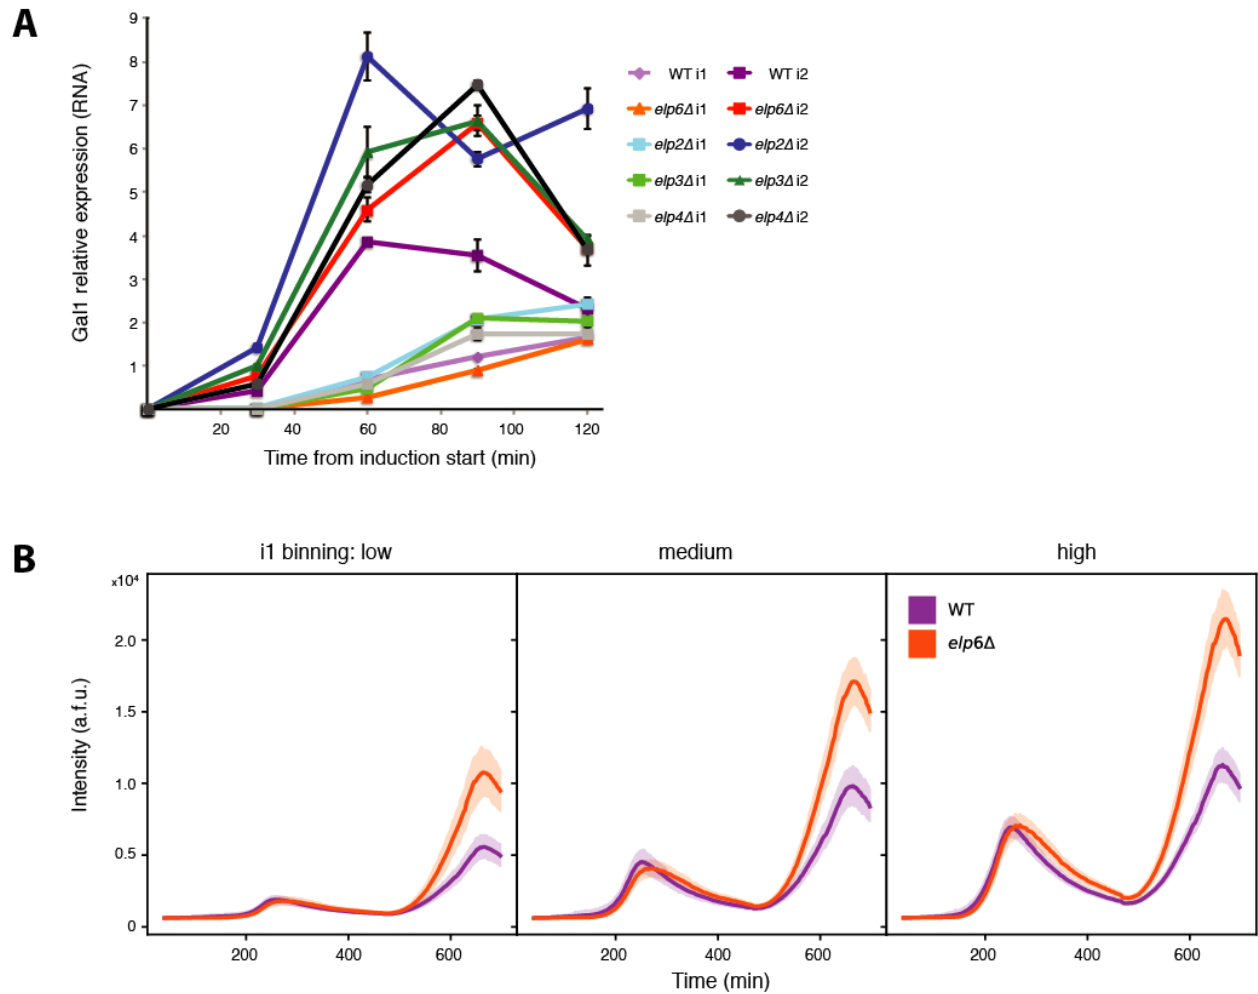 A
9
8
7
6
5
4
3
2
1
Gal1 relative expression (RNA)
20 40 60 80 100 120
Time from induction start (min)
WT i1 WT i2
elp6Δ i1 elp6Δ i2
elp2Δ i1 elp2Δ i2
elp3Δ i1 elp3Δ i2
elp4Δ i1 elp4Δ i2
B
i1 binning: low medium high
x10⁴
2.0
1.5
1.0
0.5
0
Intensity (a.f.u.)
WT
elp6Δ
200 400 600 200 400 600 200 400 600
Time (min)